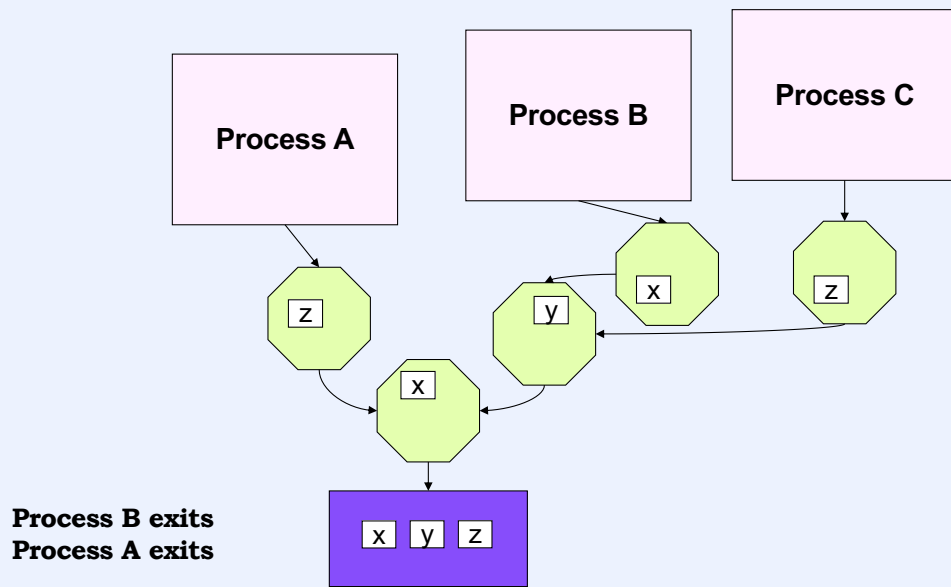 Process A
Process B
Process C
z
x
z
y
x
x y z
Process B exits
Process A exits